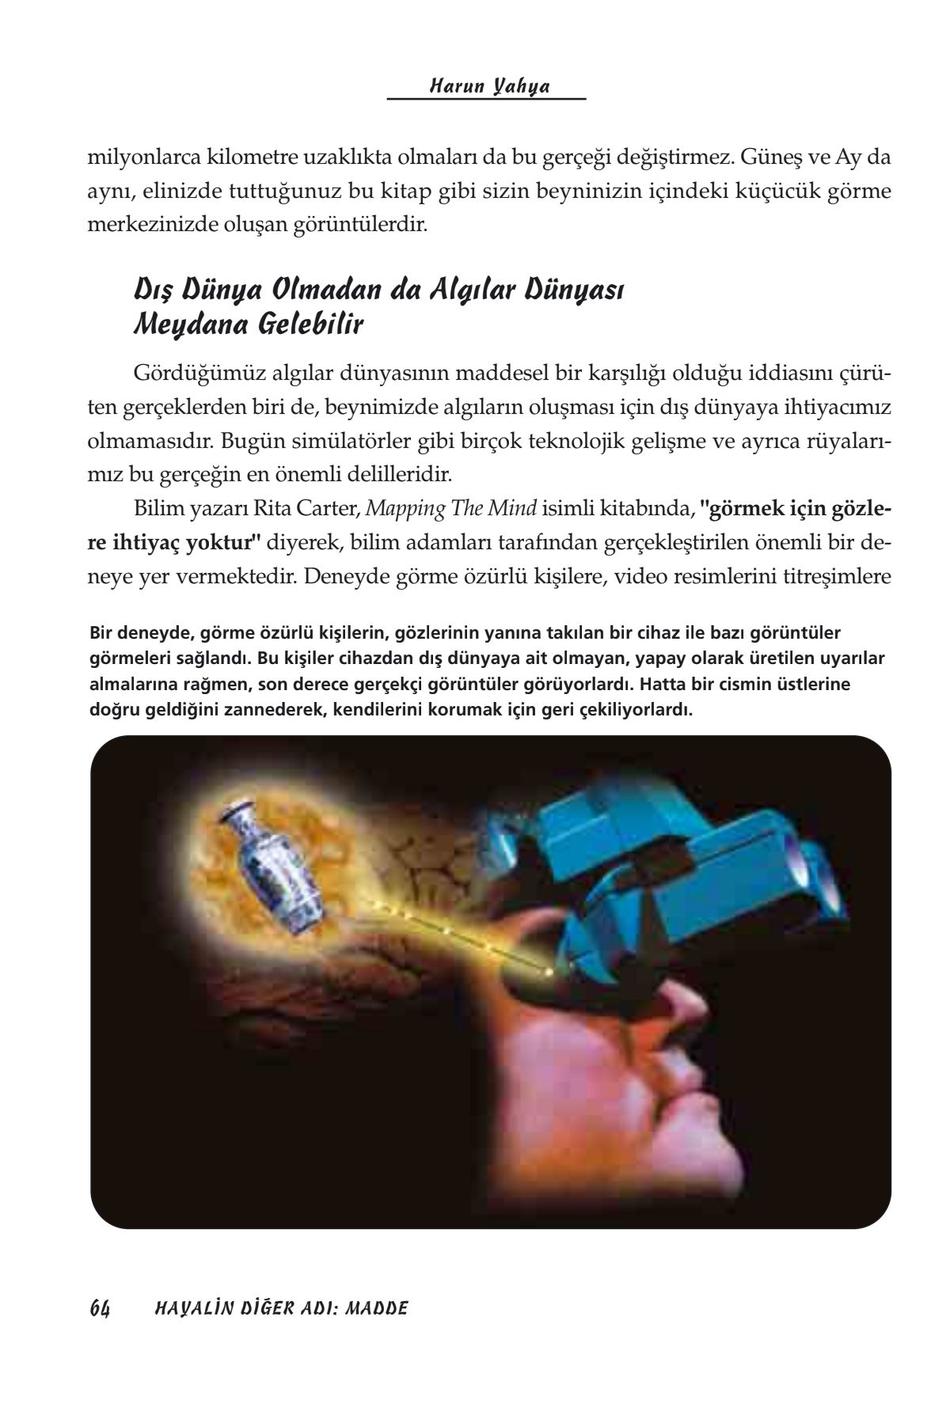 Harun Yahya
milyonlarca kilometre uzaklıkta olmaları da bu gerçeği değiştirmez. Güneş ve Ay da
aynı, elinizde tuttuğunuz bu kitap gibi sizin beyninizin içindeki küçücük görme
merkezinizde oluşan görüntülerdir.
Dış Dünya Olmadan da Algılar Dünyası
Meydana Gelebilir
Gördüğümüz algılar dünyasının maddesel bir karşılığı olduğu iddiasını çürü-
ten gerçeklerden biri de, beynimizde algıların oluşması için dış dünyaya ihtiyacımız
olmamasıdır. Bugün simülatörler gibi birçok teknolojik gelişme ve ayrıca rüyaları-
mız bu gerçeğin en önemli delilleridir.
Bilim yazarı Rita Carter, Mapping The Mind isimli kitabında, "görmek için gözle-
re ihtiyaç yoktur" diyerek, bilim adamları tarafından gerçekleştirilen önemli bir de-
neye yer vermektedir. Deneyde görme özürlü kişilere, video resimlerini titreşimlere
Bir deneyde, görme özürlü kişilerin, gözlerinin yanına takılan bir cihaz ile bazı görüntüler
görmeleri sağlandı. Bu kişiler cihazdan dış dünyaya ait olmayan, yapay olarak üretilen uyarılar
almalarına rağmen, son derece gerçekçi görüntüler görüyorlardı. Hatta bir cismin üstlerine
doğru geldiğini zannederek, kendilerini korumak için geri çekiliyorlardı.
64 HAYALİN DİĞER ADI: MADDE